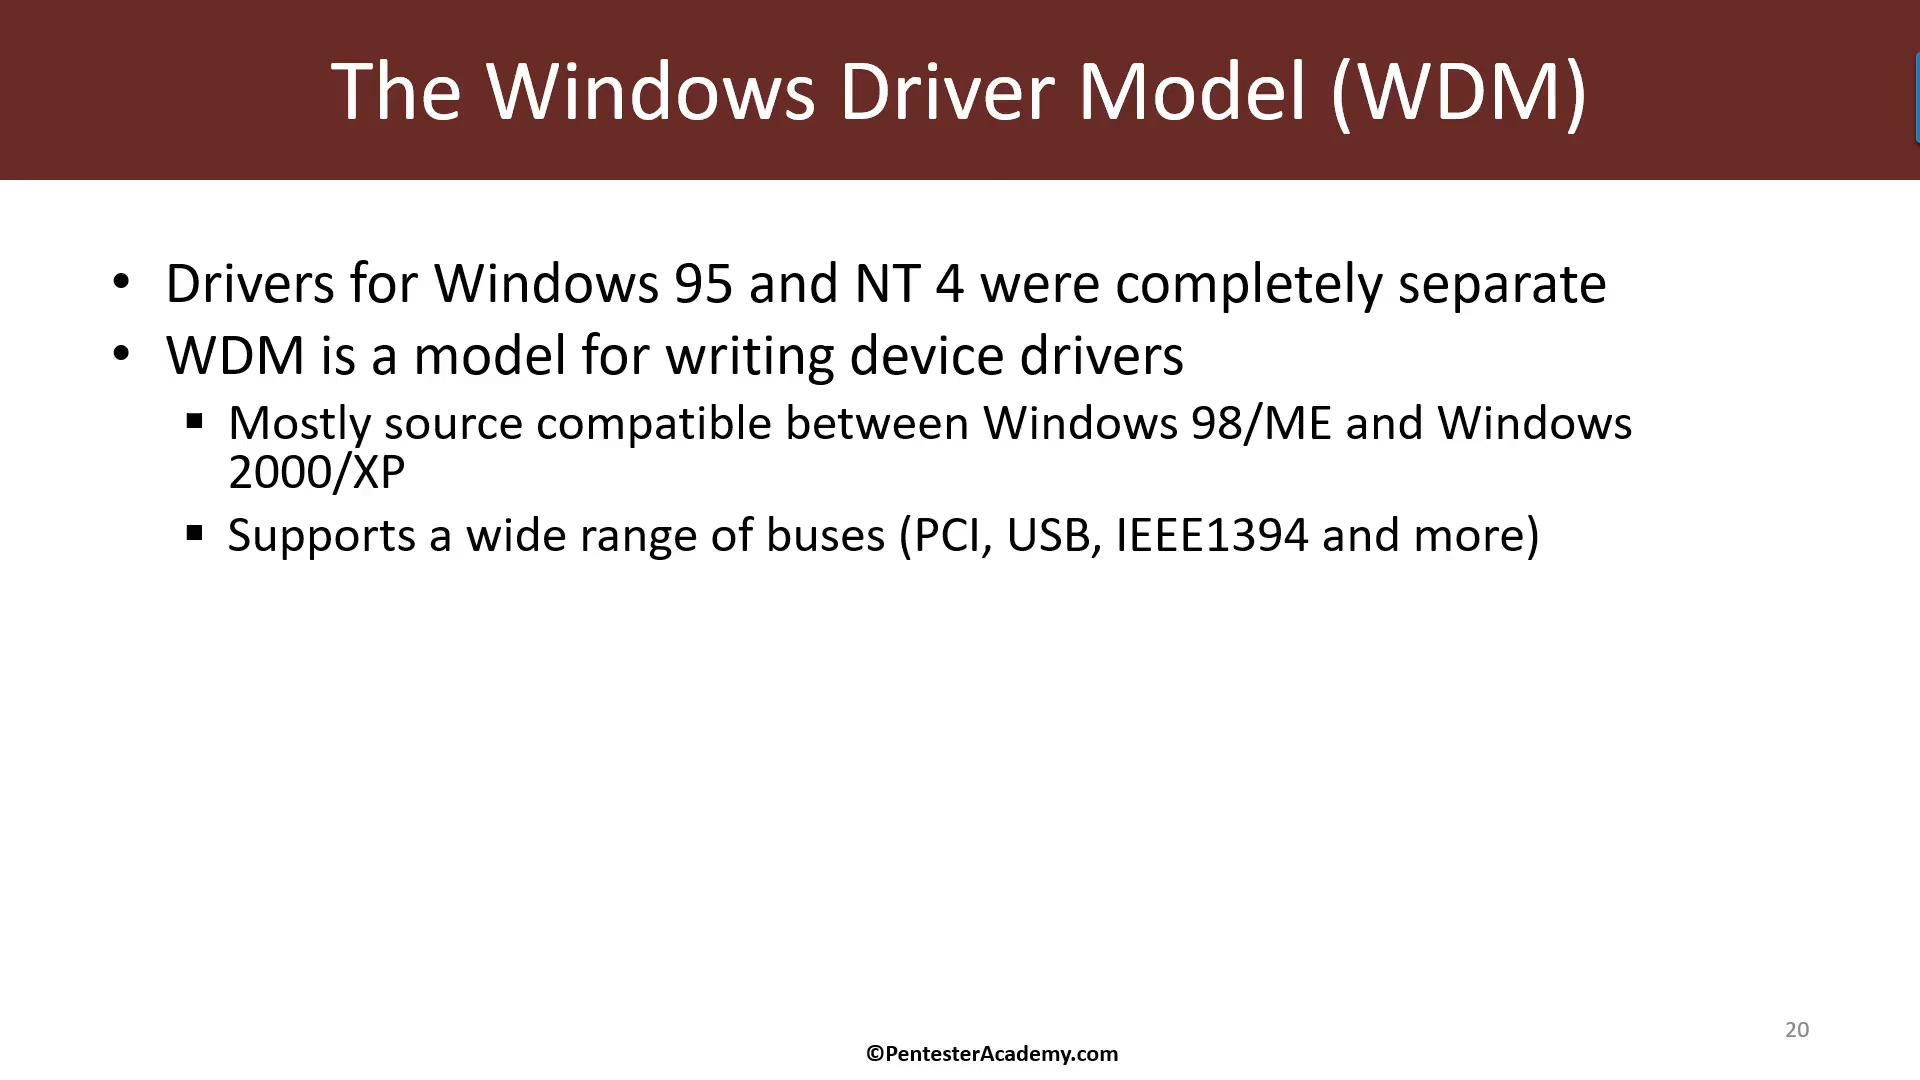 The Windows Driver Model (WDM)
• Drivers for Windows 95 and NT 4 were completely separate
• WDM is a model for writing device drivers
▪ Mostly source compatible between Windows 98/ME and Windows
2000/XP
▪ Supports a wide range of buses (PCI, USB, IEEE1394 and more)
20
©PentesterAcademy.com